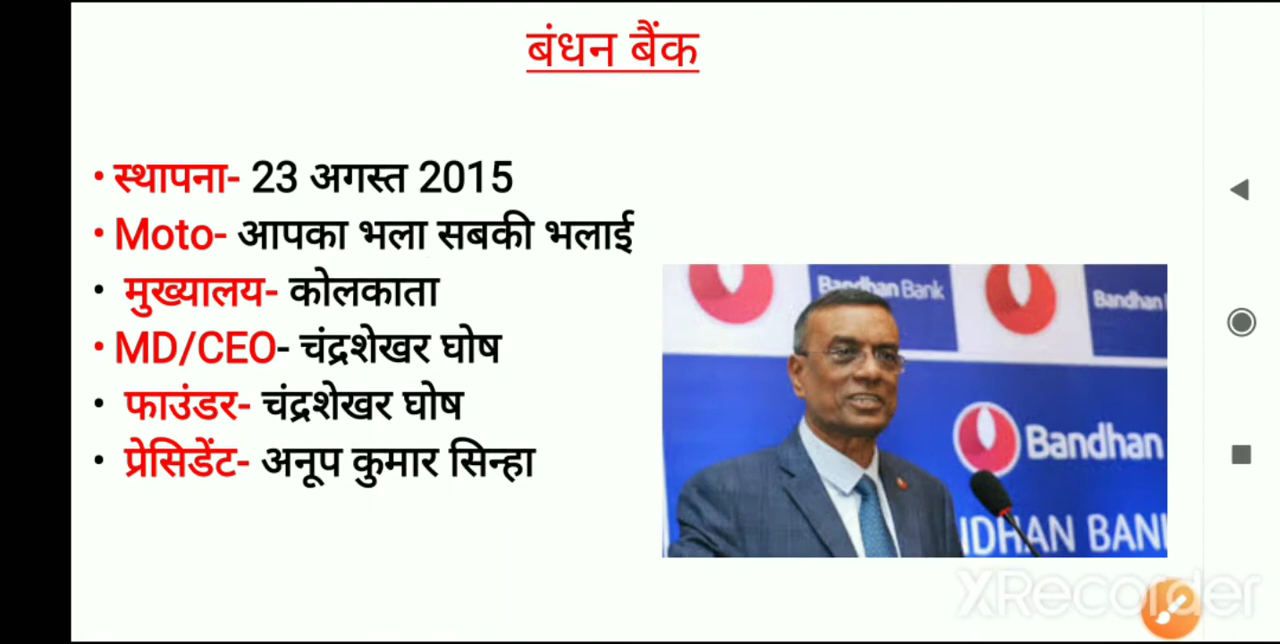 बंधन बैंक
• स्थापना- 23 अगस्त 2015
• Moto- आपका भला सबकी भलाई
• मुख्यालय- कोलकाता
• MD/CEO- चंद्रशेखर घोष
• फाउंडर- चंद्रशेखर घोष
• प्रेसिडेंट- अनूप कुमार सिन्हा
Bandhan Bank
Bandhan
Bandhan
NDHAN BAN
XRecorder